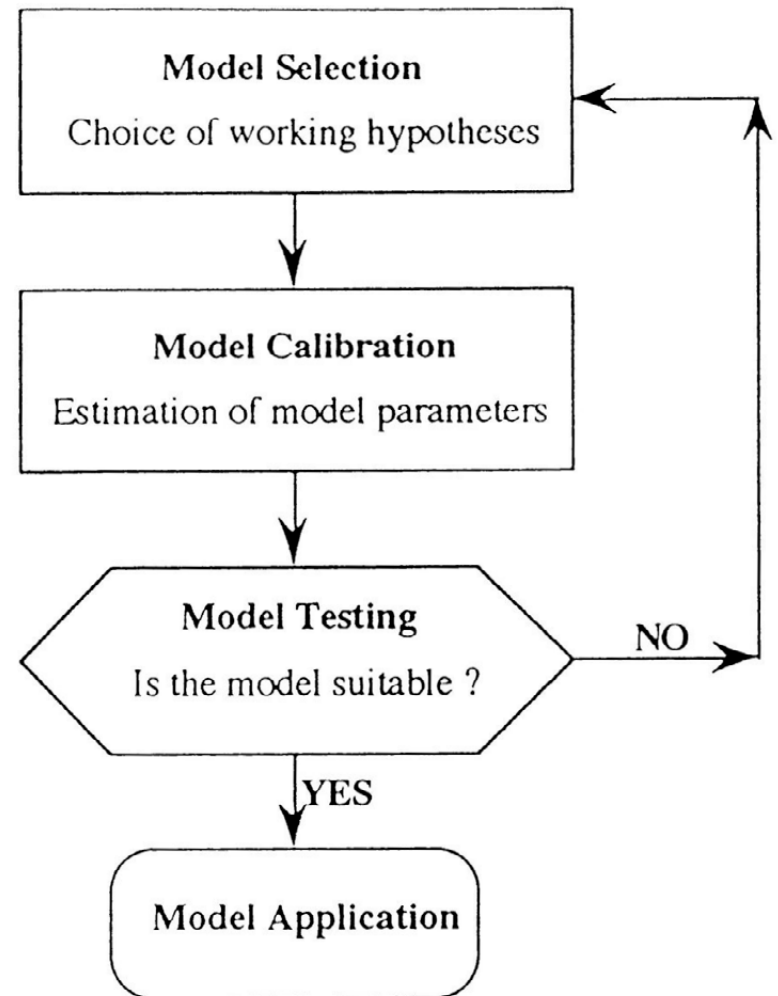 Model Selection
Choice of working hypotheses
Model Calibration
Estimation of model parameters
Model Testing
Is the model suitable ?
NO
YES
Model Application